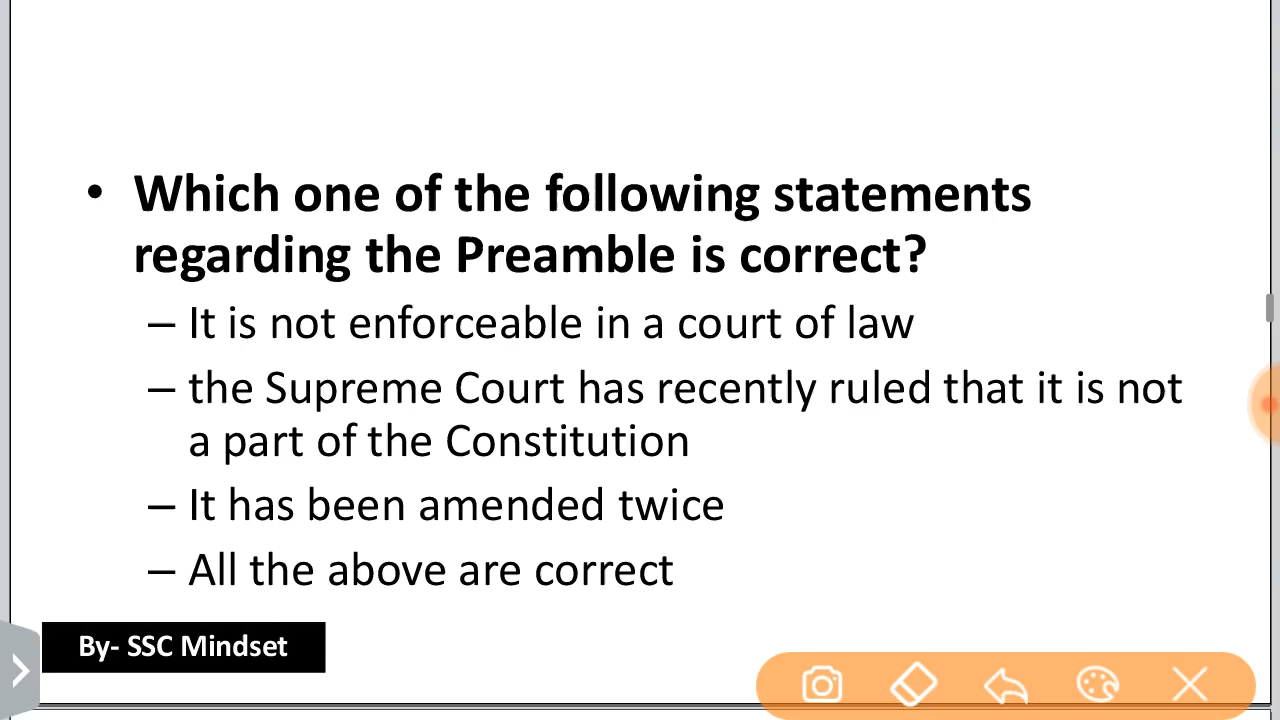 • Which one of the following statements
regarding the Preamble is correct?
– It is not enforceable in a court of law
– the Supreme Court has recently ruled that it is not
a part of the Constitution
– It has been amended twice
– All the above are correct
By- SSC Mindset